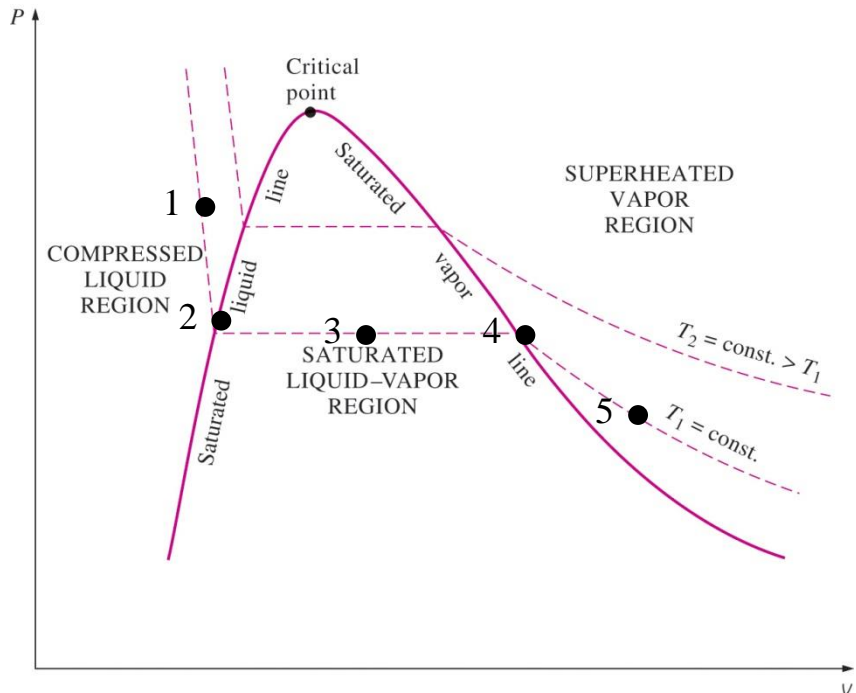 P
Critical
point
Saturated
line
SUPERHEATED
VAPOR
REGION
1
COMPRESSED
LIQUID
REGION
liquid
vapor
2
3
4
SATURATED
LIQUID–VAPOR
REGION
line
T2 = const. > T1
Saturated
5
T1 = const.
v